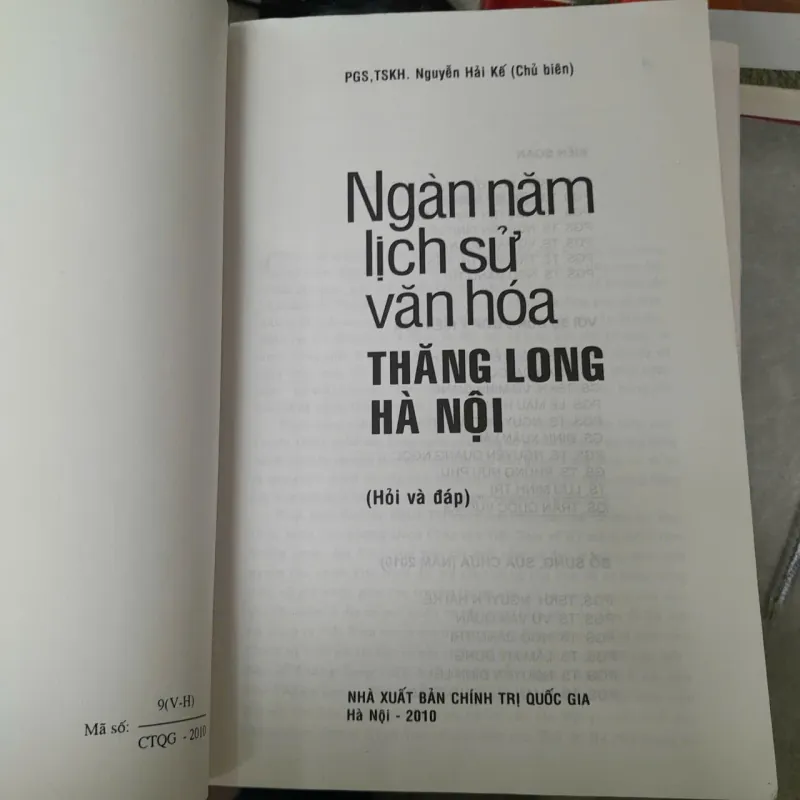 PGS,TSKH. Nguyễn Hải Kế (Chủ biên)
Ngàn năm
lịch sử
văn hóa
THĂNG LONG
HÀ NỘI
(Hỏi và đáp)
NHÀ XUẤT BẢN CHÍNH TRỊ QUỐC GIA
Hà Nội - 2010
9(V-H)
Mã số:
CTQG - 2010